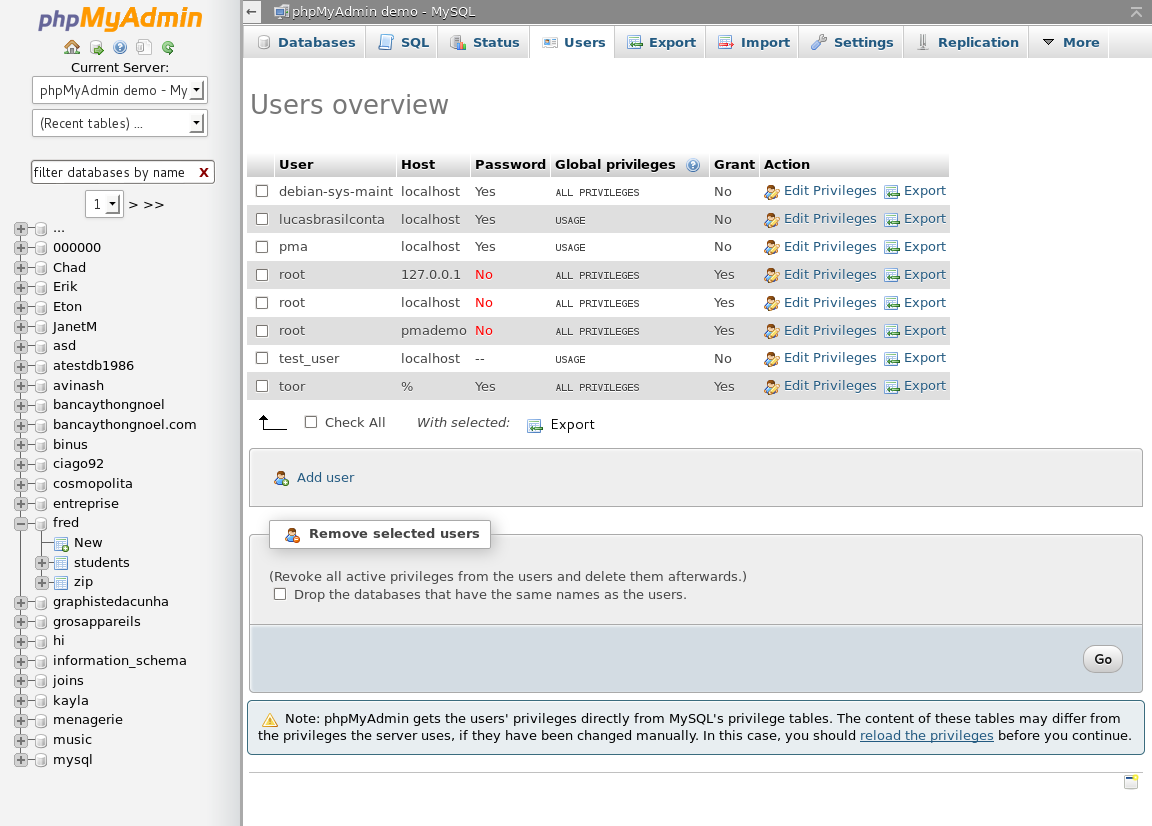 phpMyAdmin
Current Server:
phpMyAdmin demo - My
(Recent tables) ...
filter databases by name X
1 > >>
...
000000
Chad
Erik
Eton
JanetM
asd
atestdb1986
avinash
bancaythongnoel
bancaythongnoel.com
binus
ciago92
cosmopolita
entreprise
fred
New
students
zip
graphistedacunha
grosappareils
hi
information_schema
joins
kayla
menagerie
music
mysql
phpMyAdmin demo - MySQL
Databases SQL Status Users Export Import Settings Replication More
Users overview
User Host Password Global privileges Grant Action
debian-sys-maint localhost Yes ALL PRIVILEGES No Edit Privileges Export
lucasbrasilconta localhost Yes USAGE No Edit Privileges Export
pma localhost Yes USAGE No Edit Privileges Export
root 127.0.0.1 No ALL PRIVILEGES Yes Edit Privileges Export
root localhost No ALL PRIVILEGES Yes Edit Privileges Export
root pmademo No ALL PRIVILEGES Yes Edit Privileges Export
test_user localhost -- USAGE No Edit Privileges Export
toor % Yes ALL PRIVILEGES Yes Edit Privileges Export
Check All With selected: Export
Add user
Remove selected users
(Revoke all active privileges from the users and delete them afterwards.)
Drop the databases that have the same names as the users.
Go
Note: phpMyAdmin gets the users' privileges directly from MySQL's privilege tables. The content of these tables may differ from
the privileges the server uses, if they have been changed manually. In this case, you should reload the privileges before you continue.